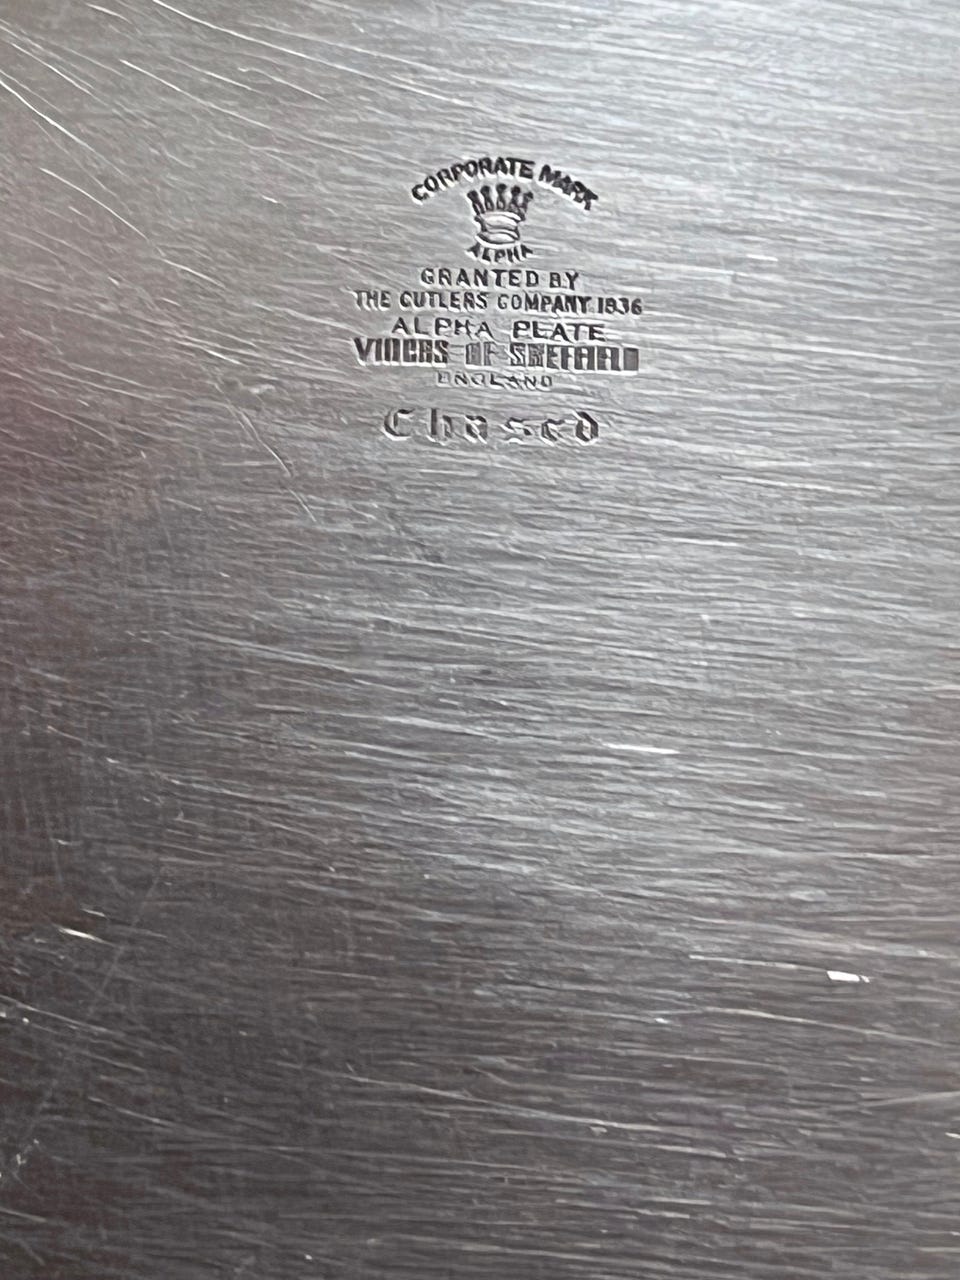 CORPORATE MARK
ALPHA
GRANTED BY
THE CUTLERS COMPANY 1836
ALPHA PLATE
VINERS OF SHEFFIELD
ENGLAND
Chased